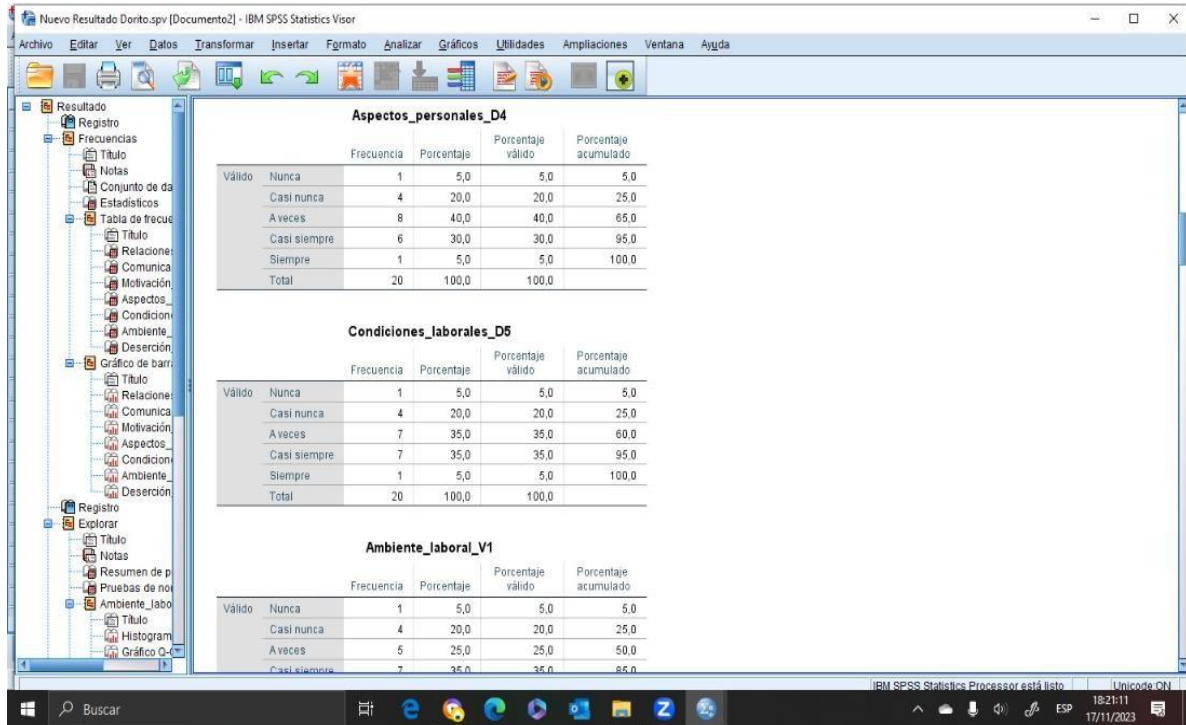 Nuevo Resultado Dorito.spv [Documento2] - IBM SPSS Statistics Visor
Archivo Editar Ver Datos Transformar Insertar Formato Analizar Gráficos Utilidades Ampliaciones Ventana Ayuda
Resultado
Registro
Frecuencias
Título
Notas
Conjunto de da
Estadísticos
Tabla de frecue
Título
Relacione
Comunica
Motivación
Aspectos_
Condicion
Ambiente_
Deserción
Gráfico de barra
Título
Relacione
Comunica
Motivación
Aspectos_
Condicion
Ambiente_
Deserción
Registro
Explorar
Título
Notas
Resumen de p
Pruebas de nor
Ambiente_labo
Título
Histogram
Gráfico Q-
Aspectos_personales_D4
Frecuencia Porcentaje Porcentaje válido Porcentaje acumulado
Válido Nunca 1 5,0 5,0 5,0
Casi nunca 4 20,0 20,0 25,0
A veces 8 40,0 40,0 65,0
Casi siempre 6 30,0 30,0 95,0
Siempre 1 5,0 5,0 100,0
Total 20 100,0 100,0
Condiciones_laborales_D5
Frecuencia Porcentaje Porcentaje válido Porcentaje acumulado
Válido Nunca 1 5,0 5,0 5,0
Casi nunca 4 20,0 20,0 25,0
A veces 7 35,0 35,0 60,0
Casi siempre 7 35,0 35,0 95,0
Siempre 1 5,0 5,0 100,0
Total 20 100,0 100,0
Ambiente_laboral_V1
Frecuencia Porcentaje Porcentaje válido Porcentaje acumulado
Válido Nunca 1 5,0 5,0 5,0
Casi nunca 4 20,0 20,0 25,0
A veces 5 25,0 25,0 50,0
Casi siempre 7 35,0 35,0 85,0
IBM SPSS Statistics Processor está listo Unicode:ON
Buscar
ESP
18:21:11
17/11/2023